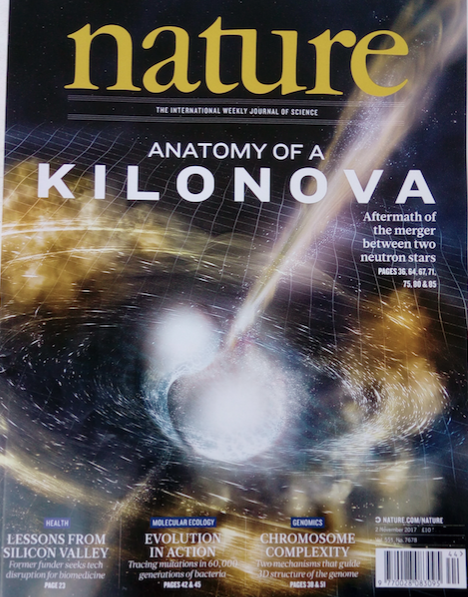 nature
THE INTERNATIONAL WEEKLY JOURNAL OF SCIENCE
ANATOMY OF A
KILONOVA
Aftermath of
the merger
between two
neutron stars
PAGES 36, 64, 67, 71,
75, 80 & 85
NATURE.COM/NATURE
2 November 2017 £10
Vol. 551, No. 7678
HEALTH
LESSONS FROM
SILICON VALLEY
Former funder seeks tech
disruption for biomedicine
PAGE 23
MOLECULAR ECOLOGY
EVOLUTION
IN ACTION
Tracing mutations in 60,000
generations of bacteria
PAGES 42 & 45
GENOMICS
CHROMOSOME
COMPLEXITY
Two mechanisms that guide
3D structure of the genome
PAGES 38 & 51
44